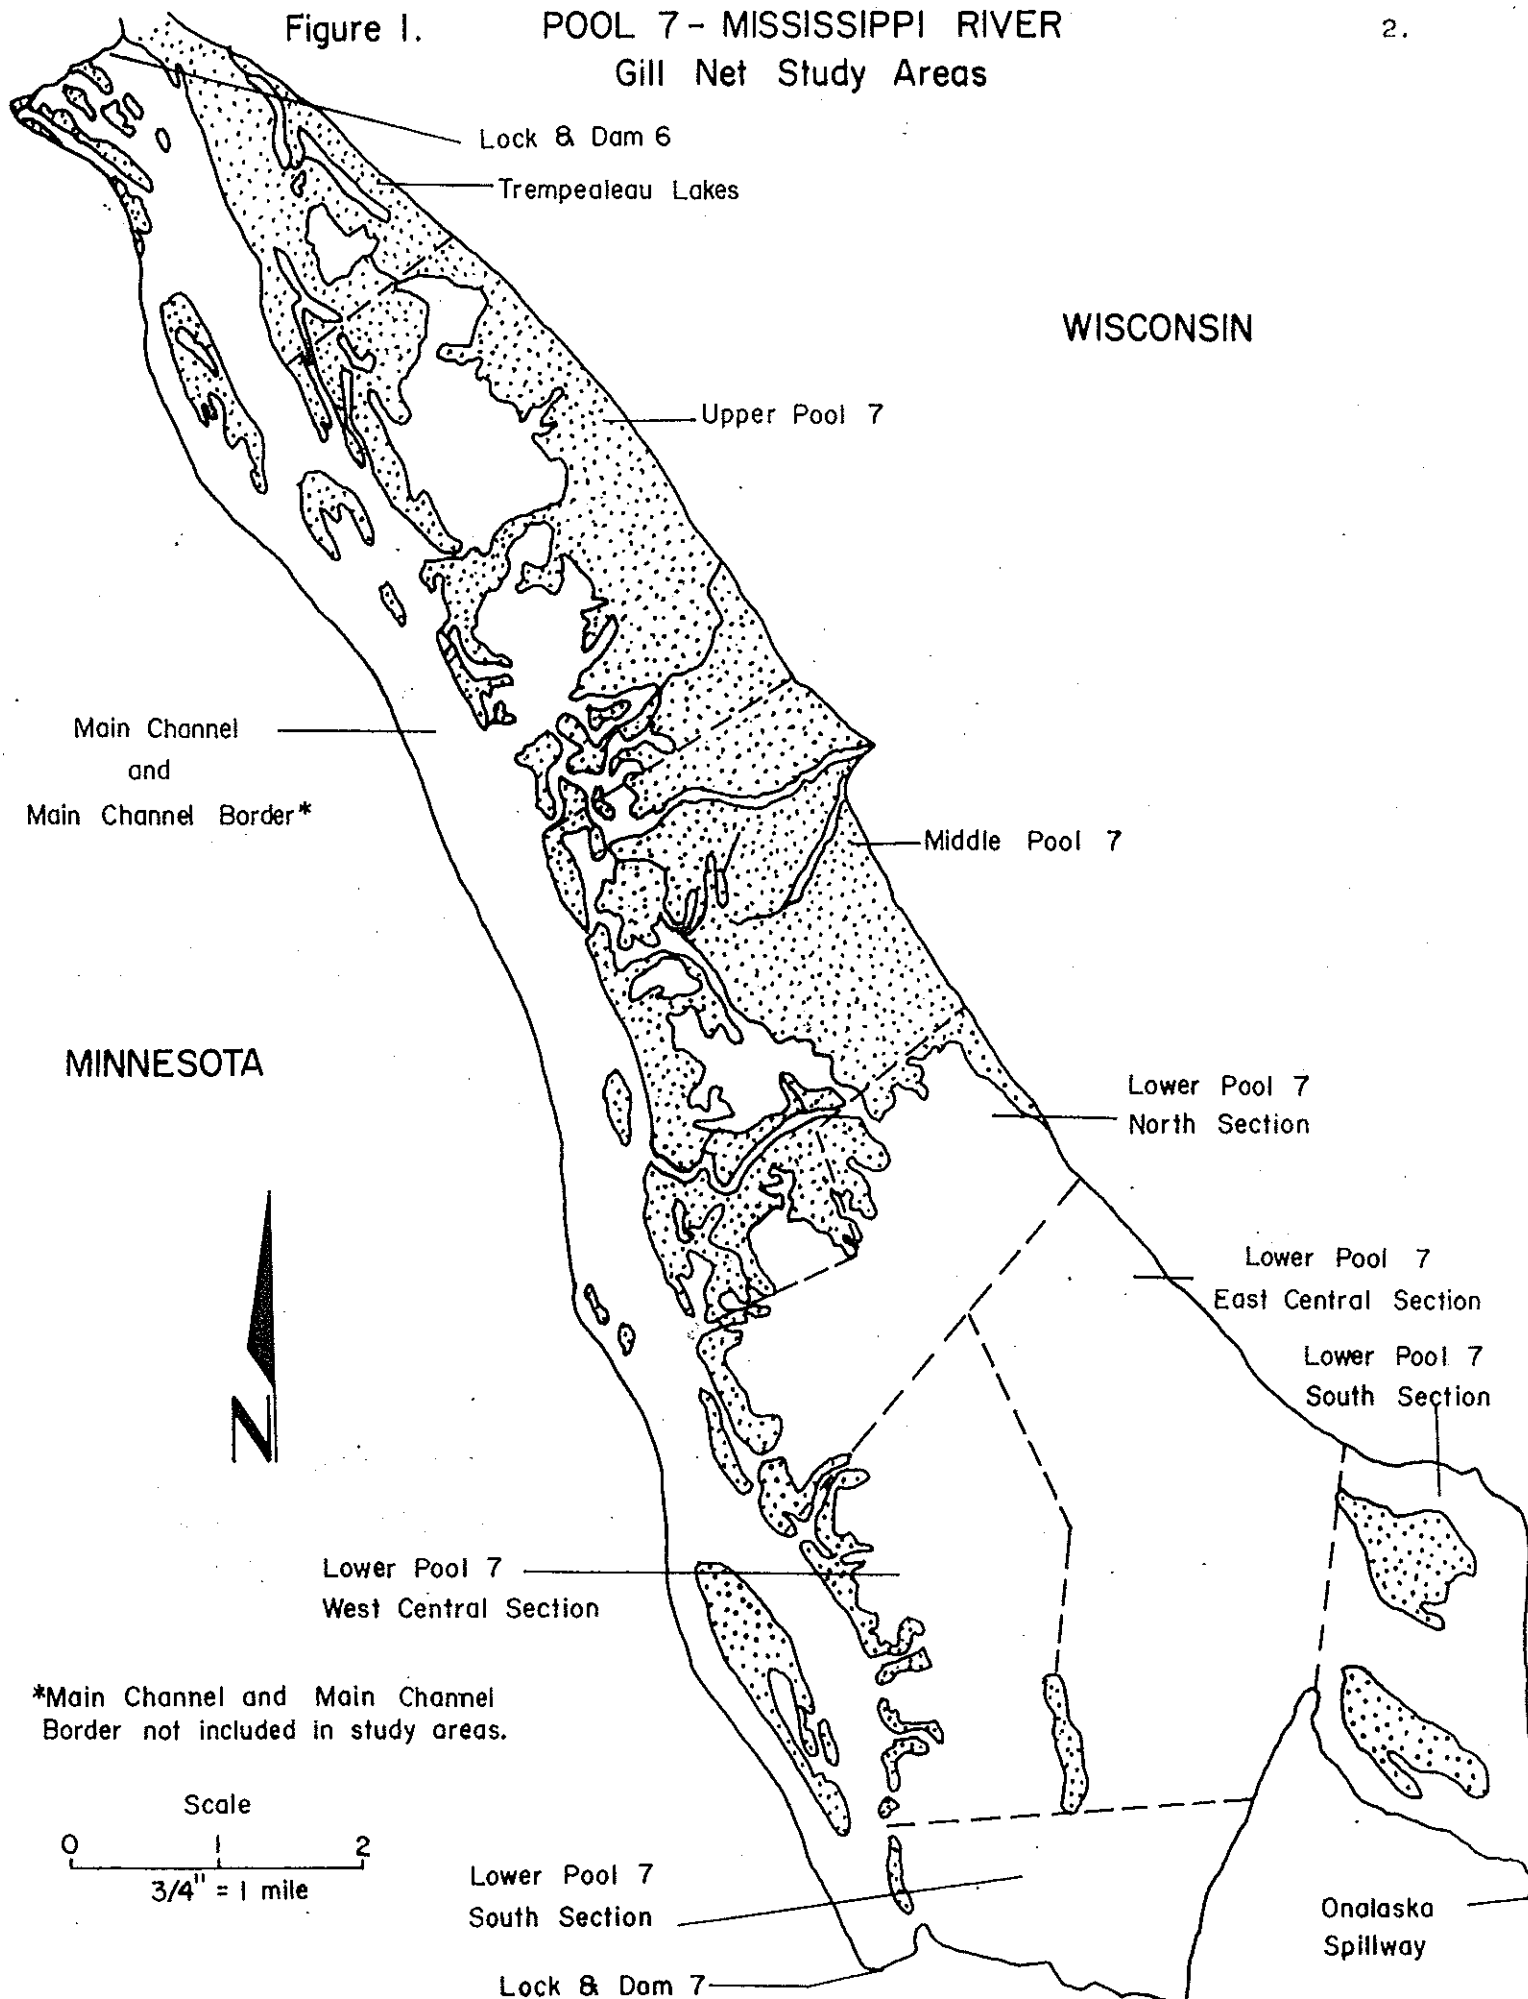 Figure 1.
POOL 7 - MISSISSIPPI RIVER
2.
Gill Net Study Areas
Lock & Dam 6
Trempealeau Lakes
WISCONSIN
Upper Pool 7
Main Channel
and
Main Channel Border*
Middle Pool 7
MINNESOTA
Lower Pool 7
North Section
Lower Pool 7
East Central Section
Lower Pool 7
South Section
N
Lower Pool 7
West Central Section
*Main Channel and Main Channel
Border not included in study areas.
Scale
0 1 2
3/4" = 1 mile
Lower Pool 7
South Section
Onalaska
Spillway
Lock & Dam 7